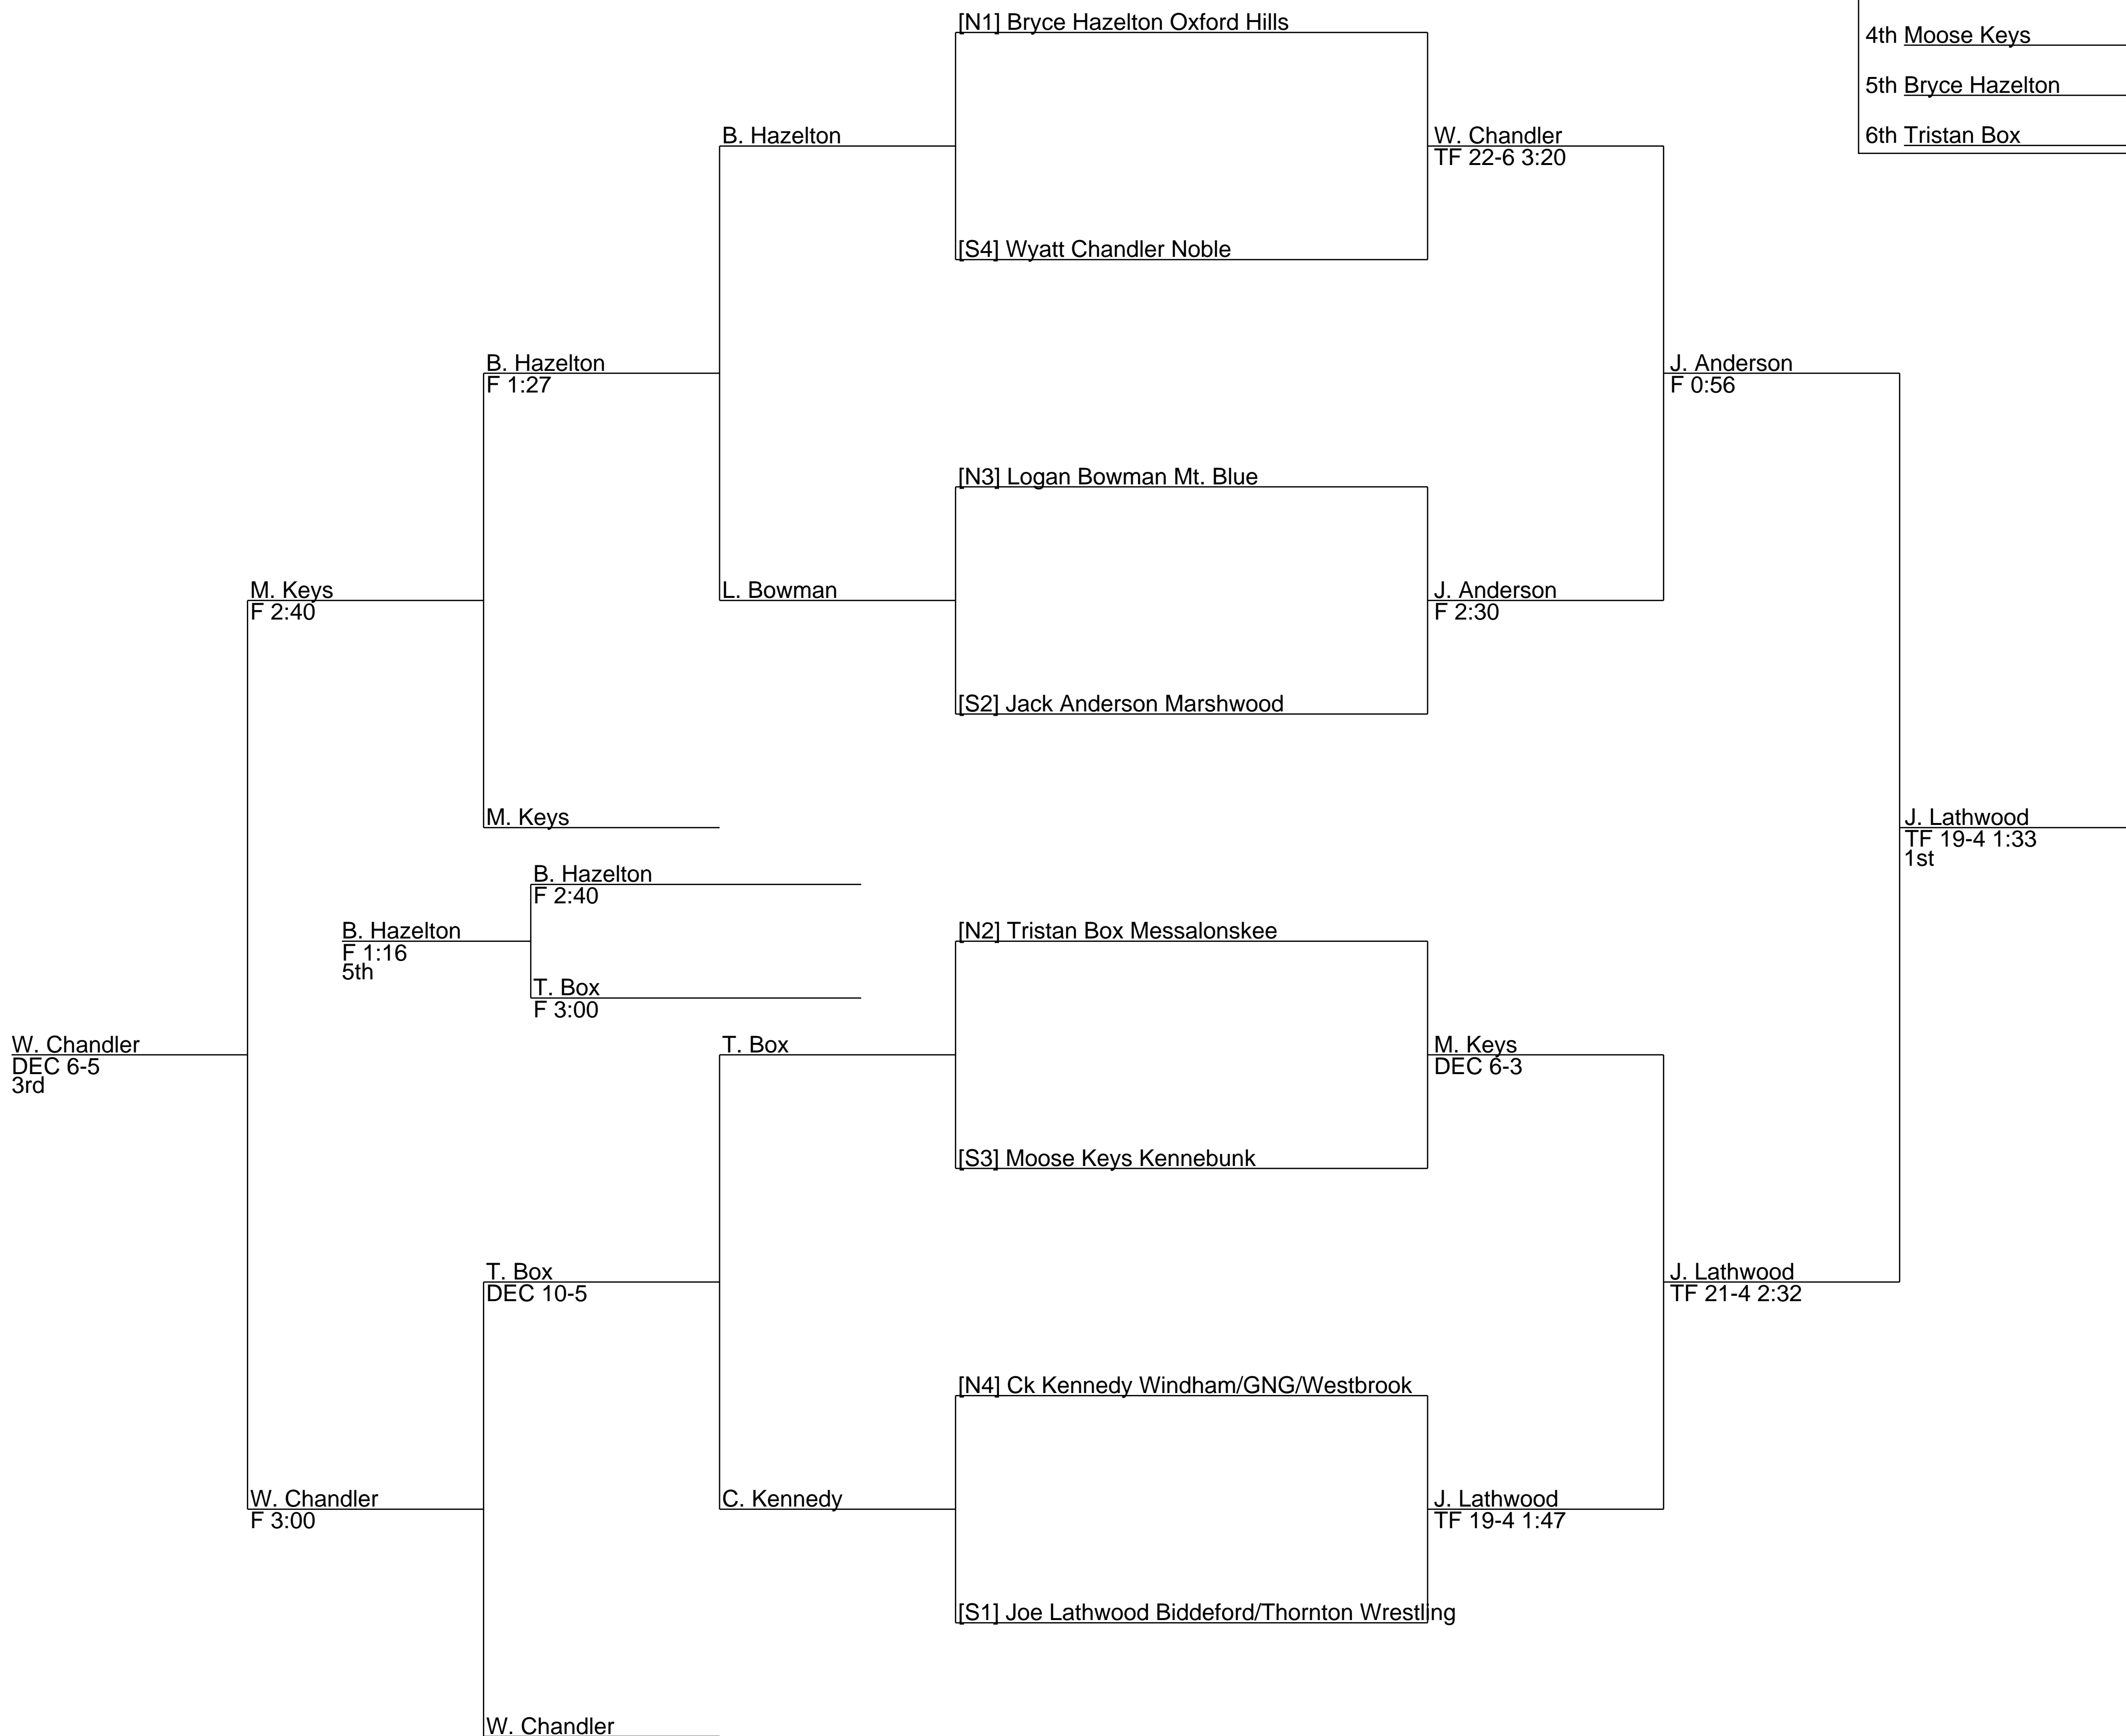 [N1] Bryce Hazelton Oxford Hills
4th Moose Keys
5th Bryce Hazelton
6th Tristan Box
B. Hazelton
W. Chandler
TF 22-6 3:20
[S4] Wyatt Chandler Noble
B. Hazelton
F 1:27
J. Anderson
F 0:56
[N3] Logan Bowman Mt. Blue
M. Keys
F 2:40
L. Bowman
J. Anderson
F 2:30
[S2] Jack Anderson Marshwood
M. Keys
J. Lathwood
TF 19-4 1:33
1st
B. Hazelton
F 2:40
B. Hazelton
F 1:16
5th
[N2] Tristan Box Messalonskee
T. Box
F 3:00
W. Chandler
DEC 6-5
3rd
T. Box
M. Keys
DEC 6-3
[S3] Moose Keys Kennebunk
T. Box
DEC 10-5
J. Lathwood
TF 21-4 2:32
[N4] Ck Kennedy Windham/GNG/Westbrook
W. Chandler
F 3:00
C. Kennedy
J. Lathwood
TF 19-4 1:47
[S1] Joe Lathwood Biddeford/Thornton Wrestling
W. Chandler